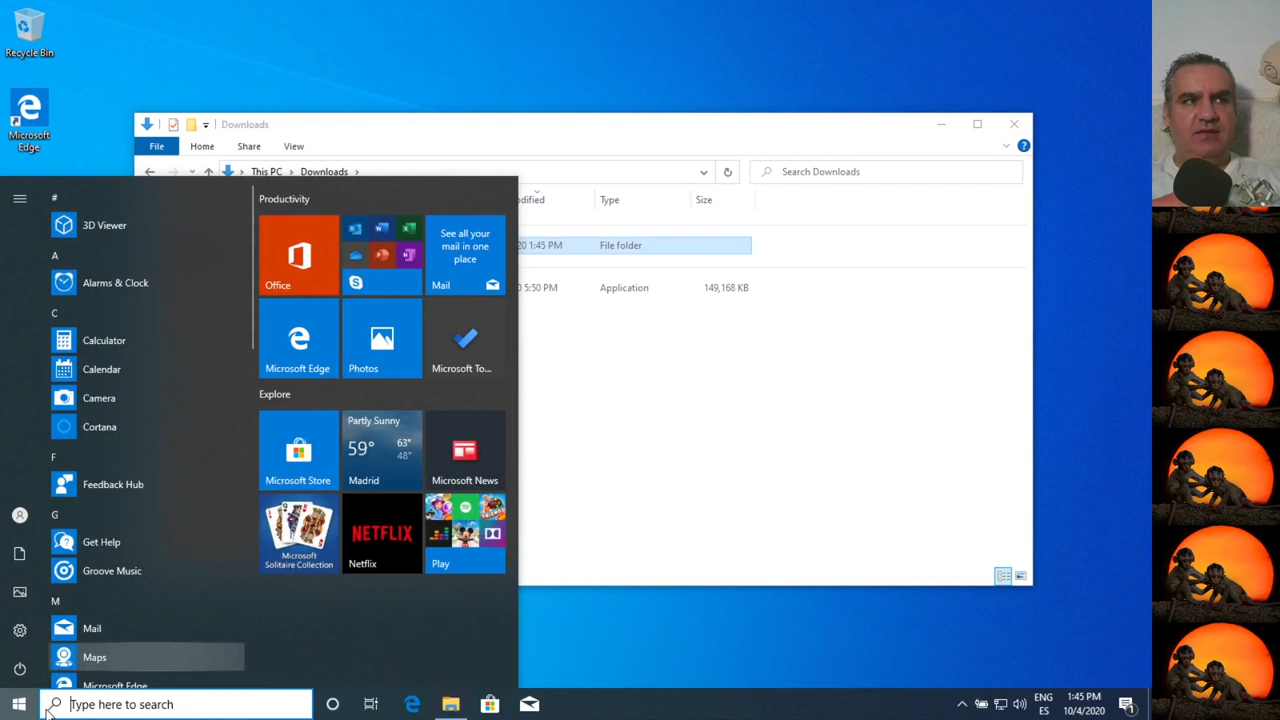 Recycle Bin
Microsoft
Edge
Downloads
File
Home
Share
View
This PC
Downloads
Search Downloads
Type
Size
1:45 PM
File folder
5:50 PM
Application
149,168 KB
#
3D Viewer
A
Alarms & Clock
C
Calculator
Calendar
Camera
Cortana
F
Feedback Hub
G
Get Help
Groove Music
M
Mail
Maps
Microsoft Edge
Productivity
Office
See all your
mail in one
place
Mail
Microsoft Edge
Photos
Microsoft To...
Explore
Microsoft Store
Partly Sunny
59°
63°
48°
Madrid
Microsoft News
Microsoft
Solitaire Collection
NETFLIX
Netflix
Play
Type here to search
ENG
ES
1:45 PM
10/4/2020
1